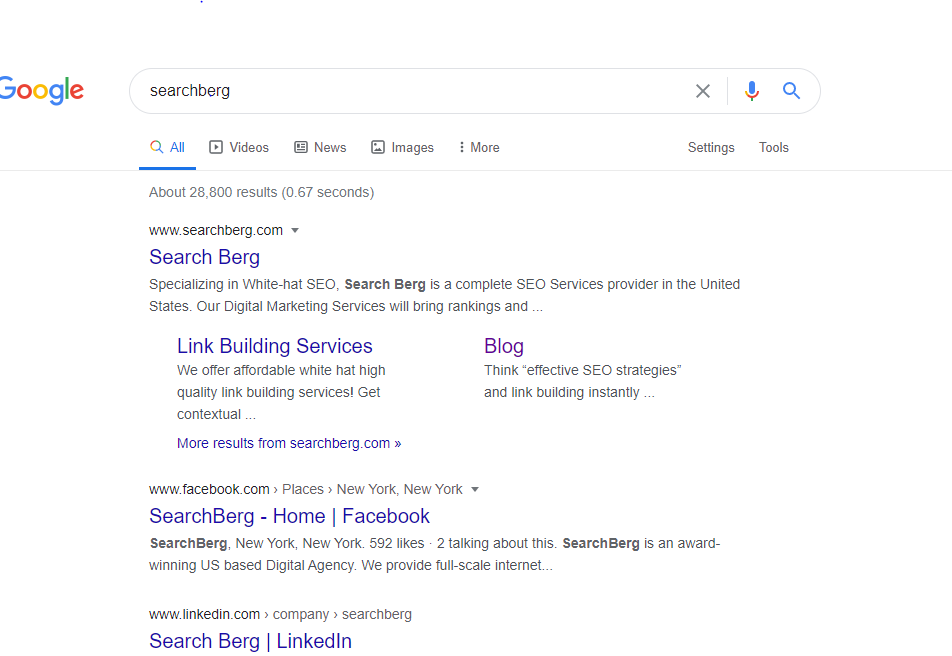 Google
searchberg
All Videos News Images More Settings Tools
About 28,800 results (0.67 seconds)
www.searchberg.com
Search Berg
Specializing in White-hat SEO, Search Berg is a complete SEO Services provider in the United
States. Our Digital Marketing Services will bring rankings and ...
Link Building Services
We offer affordable white hat high
quality link building services! Get
contextual ...
Blog
Think “effective SEO strategies”
and link building instantly ...
More results from searchberg.com »
www.facebook.com › Places › New York, New York
SearchBerg - Home | Facebook
SearchBerg, New York, New York. 592 likes · 2 talking about this. SearchBerg is an award-
winning US based Digital Agency. We provide full-scale internet...
www.linkedin.com › company › searchberg
Search Berg | LinkedIn